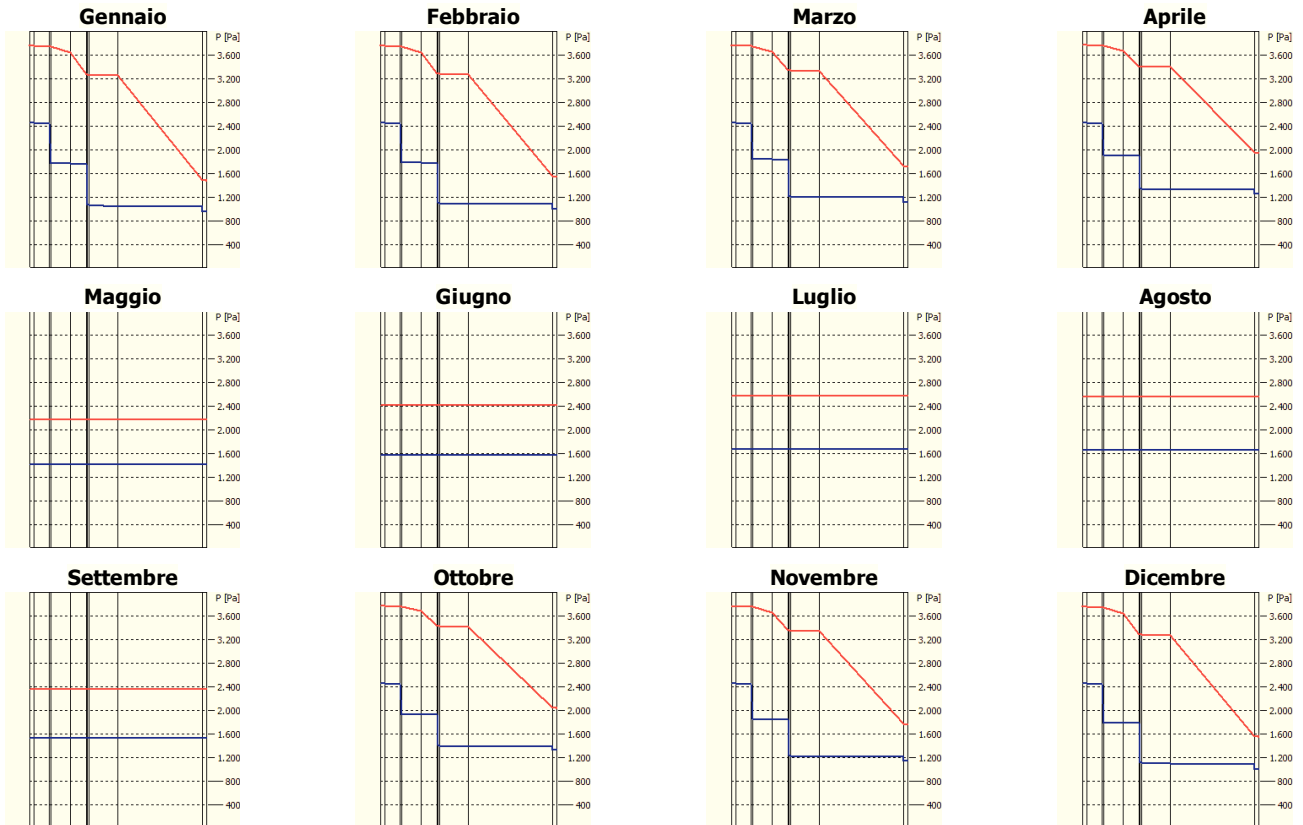 Gennaio Febbraio Marzo Aprile
P [Pa] P [Pa] P [Pa] P [Pa]
3.600 3.600 3.600 3.600
3.200 3.200 3.200 3.200
2.800 2.800 2.800 2.800
2.400 2.400 2.400 2.400
2.000 2.000 2.000 2.000
1.600 1.600 1.600 1.600
1.200 1.200 1.200 1.200
800 800 800 800
400 400 400 400
Maggio Giugno Luglio Agosto
P [Pa] P [Pa] P [Pa] P [Pa]
3.600 3.600 3.600 3.600
3.200 3.200 3.200 3.200
2.800 2.800 2.800 2.800
2.400 2.400 2.400 2.400
2.000 2.000 2.000 2.000
1.600 1.600 1.600 1.600
1.200 1.200 1.200 1.200
800 800 800 800
400 400 400 400
Settembre Ottobre Novembre Dicembre
P [Pa] P [Pa] P [Pa] P [Pa]
3.600 3.600 3.600 3.600
3.200 3.200 3.200 3.200
2.800 2.800 2.800 2.800
2.400 2.400 2.400 2.400
2.000 2.000 2.000 2.000
1.600 1.600 1.600 1.600
1.200 1.200 1.200 1.200
800 800 800 800
400 400 400 400